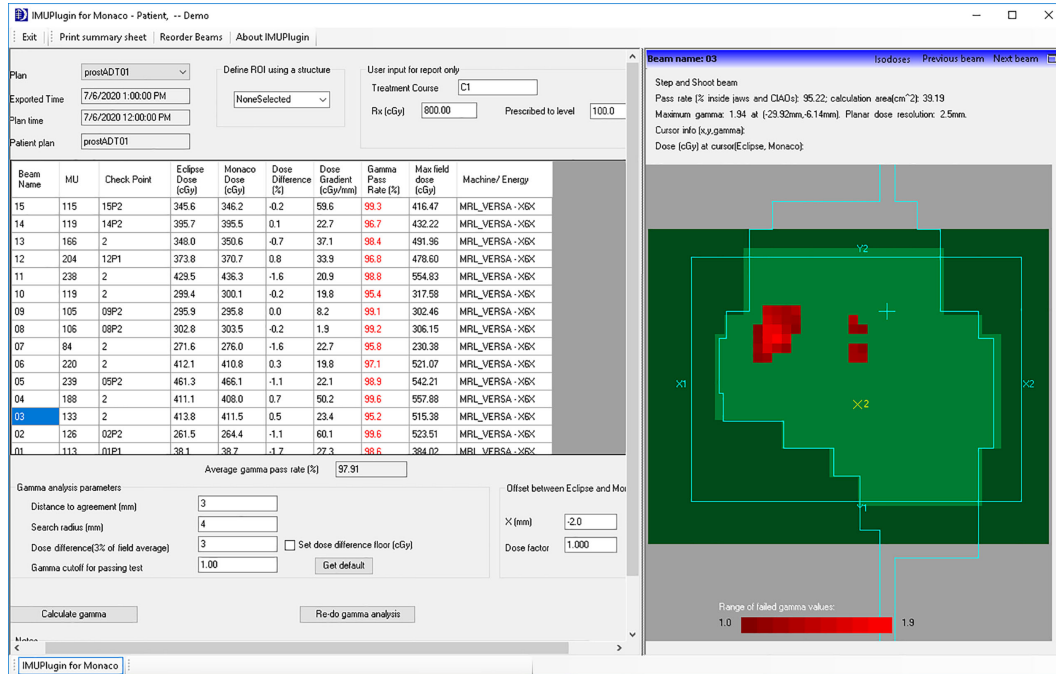 IMUPlugin for Monaco - Patient, -- Demo
Exit Print summary sheet Reorder Beams About IMUPlugin
Plan prostADT01
Exported Time 7/6/2020 1:00:00 PM
Plan time 7/6/2020 12:00:00 PM
Patient plan prostADT01
Define ROI using a structure
NoneSelected
User input for report only
Treatment Course C1
Rx (cGy) 800.00 Prescribed to level 100.0
Beam Name MU Check Point Eclipse Dose (cGy) Monaco Dose (cGy) Dose Difference (%) Dose Gradient (cGy/mm) Gamma Pass Rate (%) Max field dose (cGy) Machine/ Energy
15 115 15P2 345.6 346.2 -0.2 59.6 99.3 416.47 MRL_VERSA - X6X
14 119 14P2 395.7 395.5 0.1 22.7 96.7 432.22 MRL_VERSA - X6X
13 166 2 348.0 350.6 -0.7 37.1 98.4 491.96 MRL_VERSA - X6X
12 204 12P1 373.8 370.7 0.8 33.9 96.8 478.60 MRL_VERSA - X6X
11 238 2 429.5 436.3 -1.6 20.9 98.8 554.83 MRL_VERSA - X6X
10 119 2 299.4 300.1 -0.2 19.8 95.4 317.58 MRL_VERSA - X6X
09 105 09P2 295.9 295.8 0.0 8.2 99.1 302.46 MRL_VERSA - X6X
08 106 08P2 302.8 303.5 -0.2 1.9 99.2 306.15 MRL_VERSA - X6X
07 84 2 271.6 276.0 -1.6 22.7 95.8 230.38 MRL_VERSA - X6X
06 220 2 412.1 410.8 0.3 19.8 97.1 521.07 MRL_VERSA - X6X
05 239 05P2 461.3 466.1 -1.1 22.1 98.9 542.21 MRL_VERSA - X6X
04 188 2 411.1 408.0 0.7 50.2 99.6 557.88 MRL_VERSA - X6X
03 133 2 413.8 411.5 0.5 23.4 95.2 515.38 MRL_VERSA - X6X
02 126 02P2 261.5 264.4 -1.1 60.1 99.6 523.51 MRL_VERSA - X6X
01 113 01P1 38.1 38.7 -1.7 27.3 98.6 384.02 MRL_VERSA - X6X
Average gamma pass rate (%) 97.91
Gamma analysis parameters
Distance to agreement (mm) 3
Search radius (mm) 4
Dose difference(3% of field average) 3 Set dose difference floor (cGy)
Gamma cutoff for passing test 1.00 Get default
Offset between Eclipse and Mon
X (mm) -2.0
Dose factor 1.000
Calculate gamma Re-do gamma analysis
Notes
IMUPlugin for Monaco
Beam name: 03 Isodoses Previous beam Next beam
Step and Shoot beam
Pass rate (% inside jaws and CIAOs): 95.22; calculation area(cm^2): 39.19
Maximum gamma: 1.94 at (-29.92mm,-6.14mm). Planar dose resolution: 2.5mm.
Cursor info (x,y,gamma):
Dose (cGy) at cursor(Eclipse, Monaco):
Y2
X1
X2
2
Y1
Range of failed gamma values:
1.0 1.9